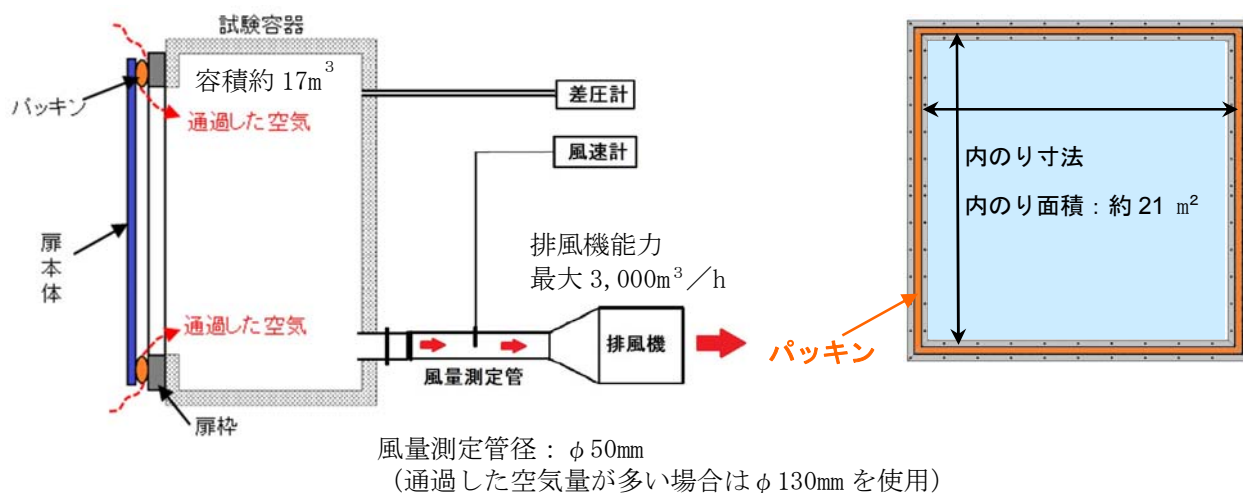 試験容器
容積約 17m³
パッキン
通過した空気
差圧計
風速計
扉本体
排風機能力
最大 3,000m³／h
通過した空気
排風機
風量測定管
扉枠
風量測定管径：φ50mm
（通過した空気量が多い場合はφ130mm を使用）
内のり寸法
内のり面積：約 21 m²
パッキン